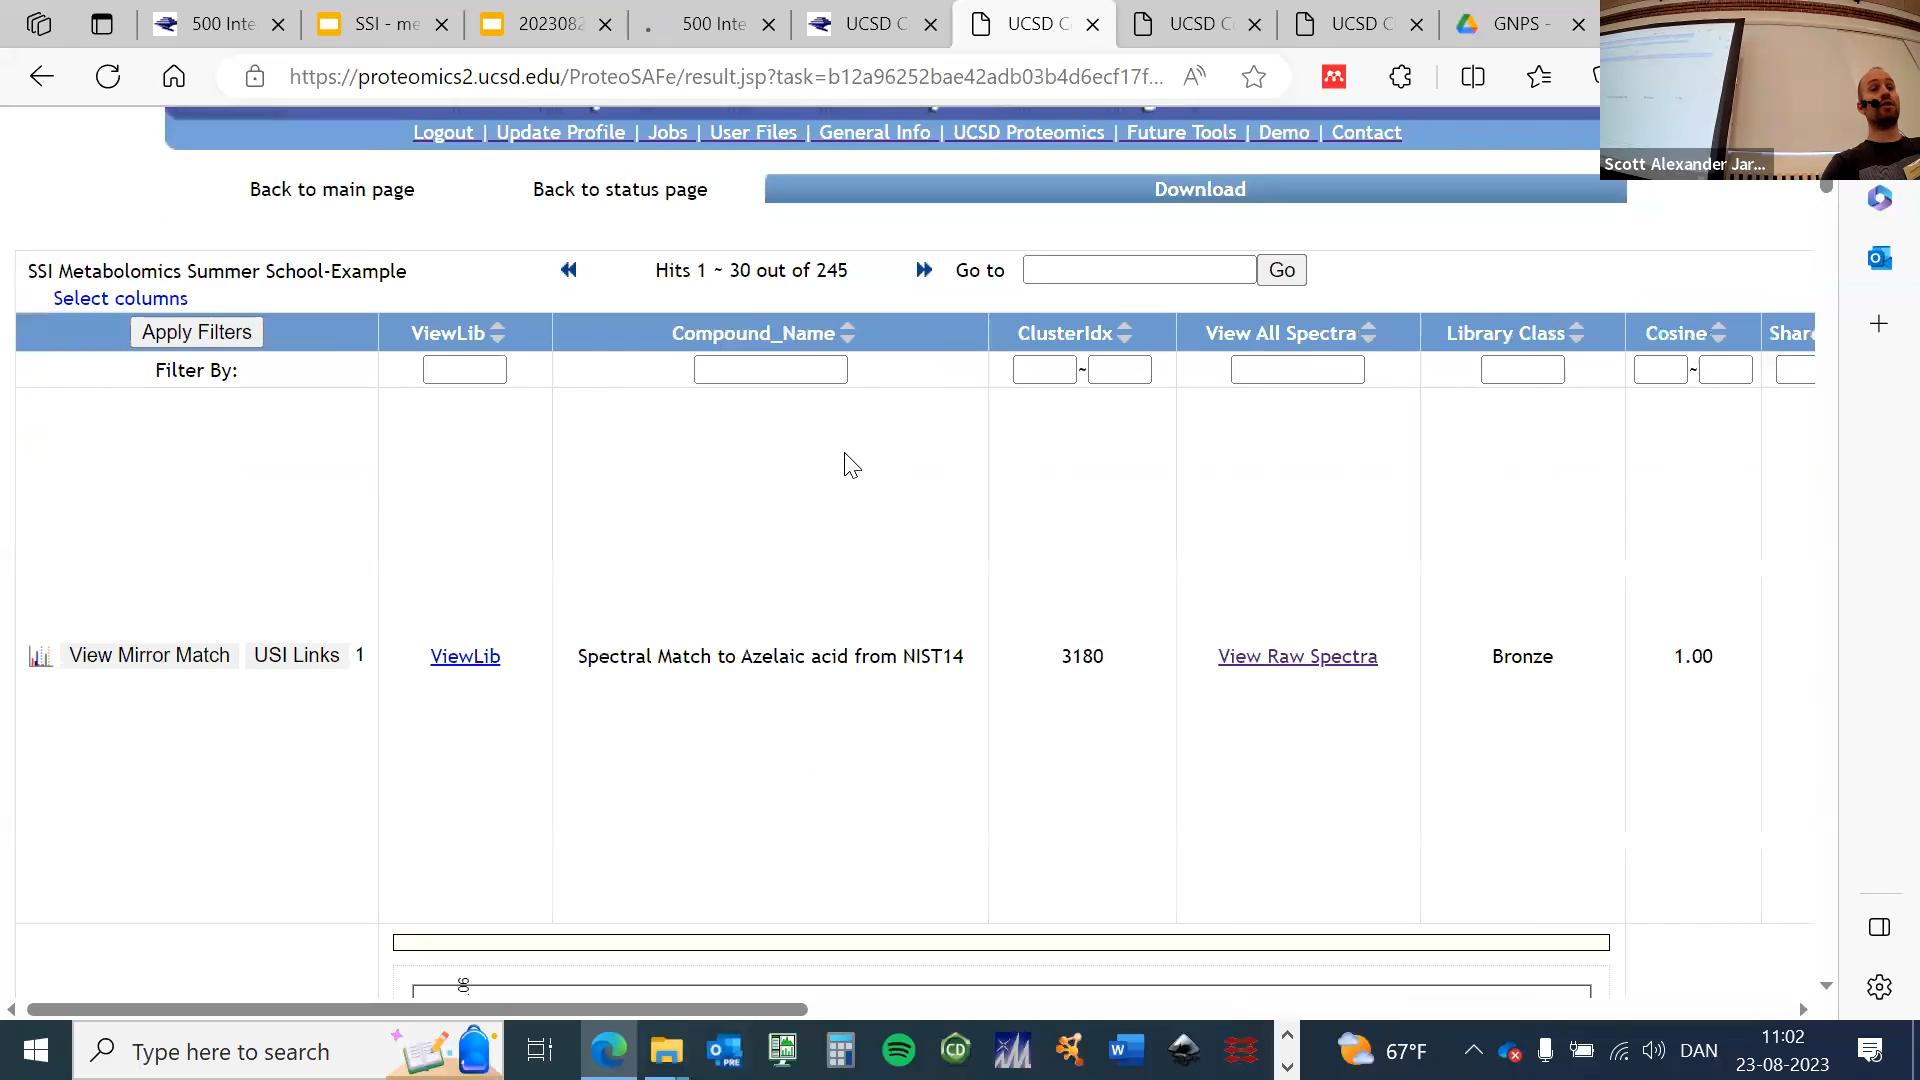 500 Inte
SSI - me
2023082
500 Inte
UCSD C
UCSD C
UCSD C
UCSD C
GNPS -
https://proteomics2.ucsd.edu/ProteoSAFe/result.jsp?task=b12a96252bae42adb03b4d6ecf17f...
Scott Alexander Jar...
Logout | Update Profile | Jobs | User Files | General Info | UCSD Proteomics | Future Tools | Demo | Contact
Back to main page
Back to status page
Download
SSI Metabolomics Summer School-Example
Hits 1 ~ 30 out of 245
Go to
Go
Select columns
Apply Filters
ViewLib
Compound_Name
ClusterIdx
View All Spectra
Library Class
Cosine
Share
Filter By:
~
~
View Mirror Match
USI Links
1
ViewLib
Spectral Match to Azelaic acid from NIST14
3180
View Raw Spectra
Bronze
1.00
Type here to search
PRE
67°F
DAN
11:02
23-08-2023